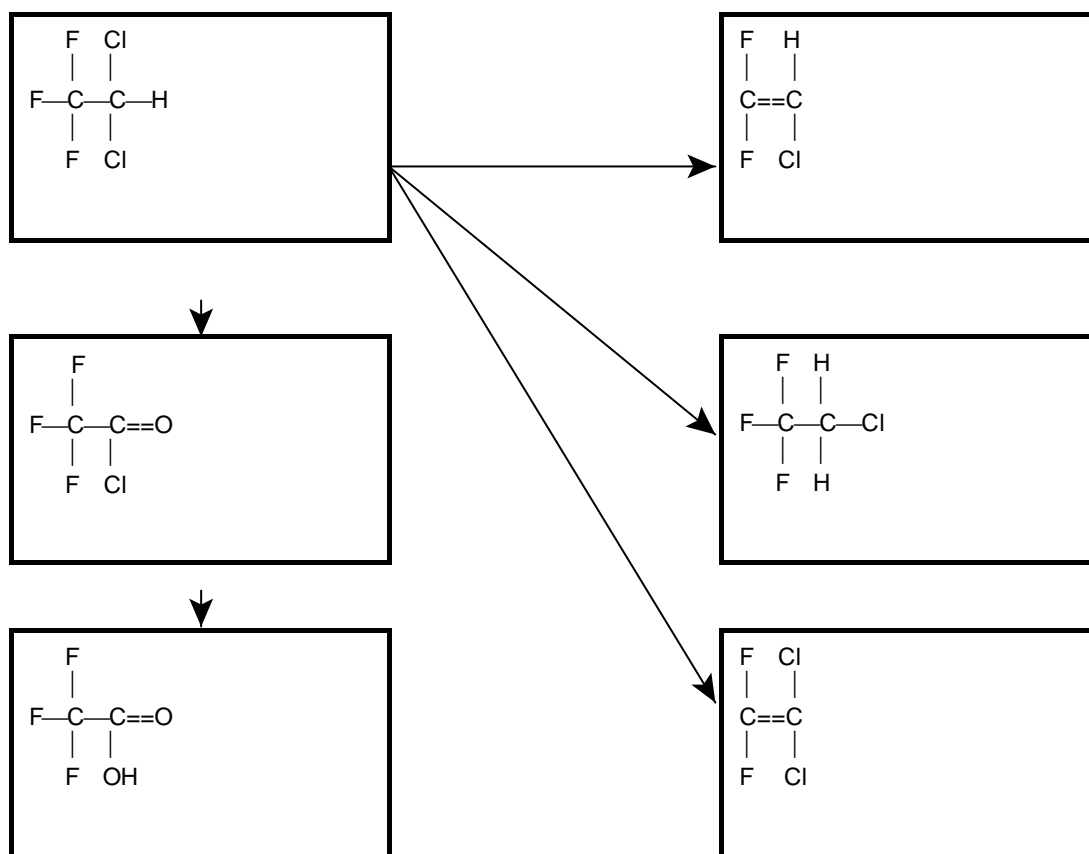 F Cl
F—C—C—H
F Cl
F H
C==C
F Cl
F
F—C—C==O
F Cl
F H
F—C—C—Cl
F H
F
F—C—C==O
F OH
F Cl
C==C
F Cl